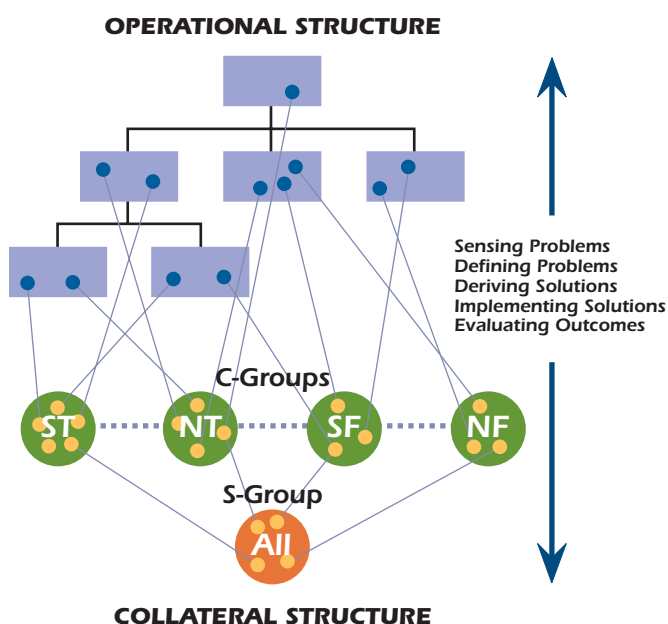 OPERATIONAL STRUCTURE
Sensing Problems
Defining Problems
Deriving Solutions
Implementing Solutions
Evaluating Outcomes
C-Groups
ST
NT
SF
NF
S-Group
All
COLLATERAL STRUCTURE